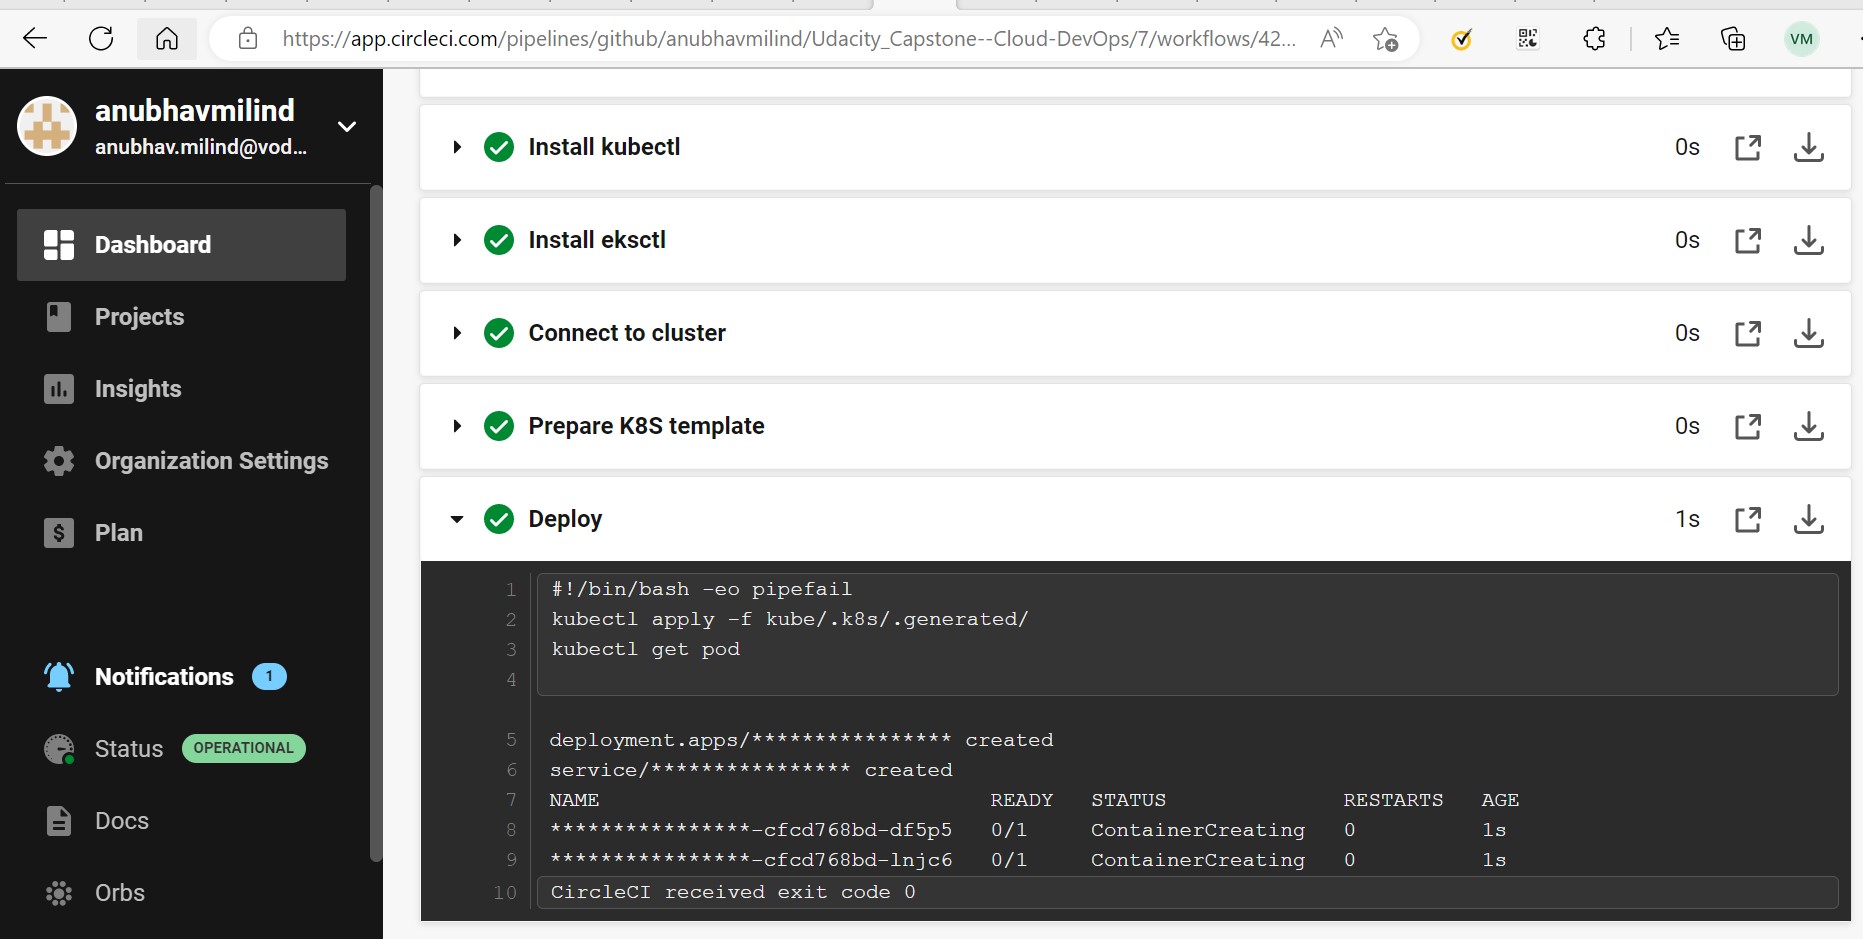 https://app.circleci.com/pipelines/github/anubhavmilind/Udacity_Capstone--Cloud-DevOps/7/workflows/42...
VM
anubhavmilind
anubhav.milind@vod...
Dashboard
Projects
Insights
Organization Settings
Plan
Notifications 1
Status OPERATIONAL
Docs
Orbs
Install kubectl 0s
Install eksctl 0s
Connect to cluster 0s
Prepare K8S template 0s
Deploy 1s
1 #!/bin/bash -eo pipefail
2 kubectl apply -f kube/.k8s/.generated/
3 kubectl get pod
4
5 deployment.apps/**************** created
6 service/**************** created
7 NAME READY STATUS RESTARTS AGE
8 ****************-cfcd768bd-df5p5 0/1 ContainerCreating 0 1s
9 ****************-cfcd768bd-lnjc6 0/1 ContainerCreating 0 1s
10 CircleCI received exit code 0